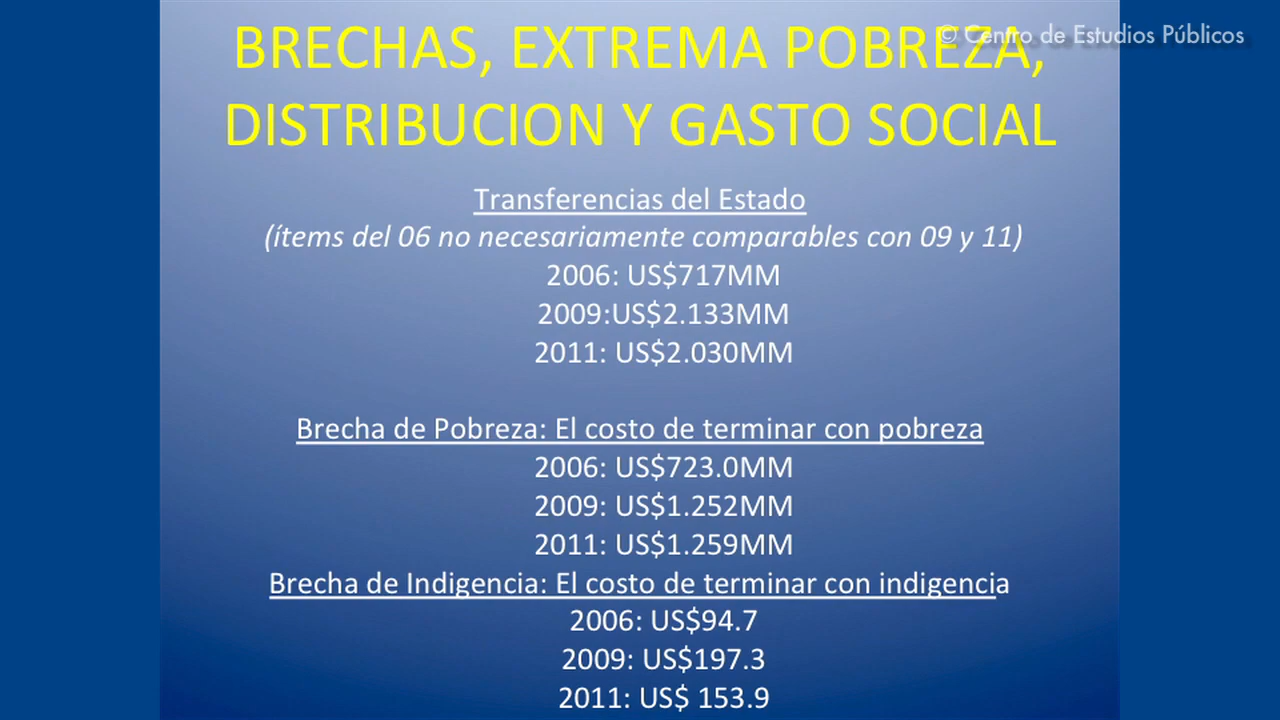 © Centro de Estudios Públicos
BRECHAS, EXTREMA POBREZA,
DISTRIBUCION Y GASTO SOCIAL
Transferencias del Estado
(ítems del 06 no necesariamente comparables con 09 y 11)
2006: US$717MM
2009:US$2.133MM
2011: US$2.030MM
Brecha de Pobreza: El costo de terminar con pobreza
2006: US$723.0MM
2009: US$1.252MM
2011: US$1.259MM
Brecha de Indigencia: El costo de terminar con indigencia
2006: US$94.7
2009: US$197.3
2011: US$ 153.9